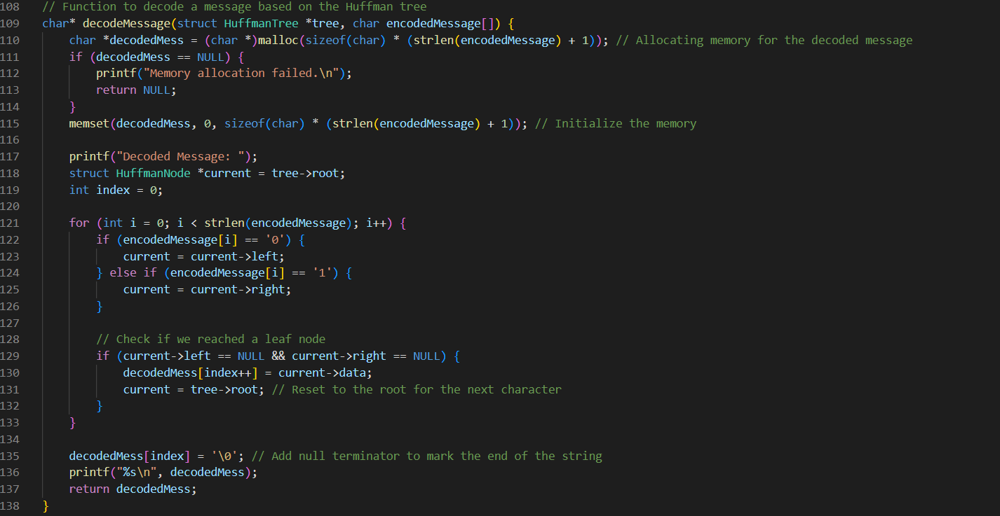 108 // Function to decode a message based on the Huffman tree
109 char* decodeMessage(struct HuffmanTree *tree, char encodedMessage[]) {
110     char *decodedMess = (char *)malloc(sizeof(char) * (strlen(encodedMessage) + 1)); // Allocating memory for the decoded message
111     if (decodedMess == NULL) {
112         printf("Memory allocation failed.\n");
113         return NULL;
114     }
115     memset(decodedMess, 0, sizeof(char) * (strlen(encodedMessage) + 1)); // Initialize the memory
116
117     printf("Decoded Message: ");
118     struct HuffmanNode *current = tree->root;
119     int index = 0;
120
121     for (int i = 0; i < strlen(encodedMessage); i++) {
122         if (encodedMessage[i] == '0') {
123             current = current->left;
124         } else if (encodedMessage[i] == '1') {
125             current = current->right;
126         }
127
128         // Check if we reached a leaf node
129         if (current->left == NULL && current->right == NULL) {
130             decodedMess[index++] = current->data;
131             current = tree->root; // Reset to the root for the next character
132         }
133     }
134
135     decodedMess[index] = '\0'; // Add null terminator to mark the end of the string
136     printf("%s\n", decodedMess);
137     return decodedMess;
138 }